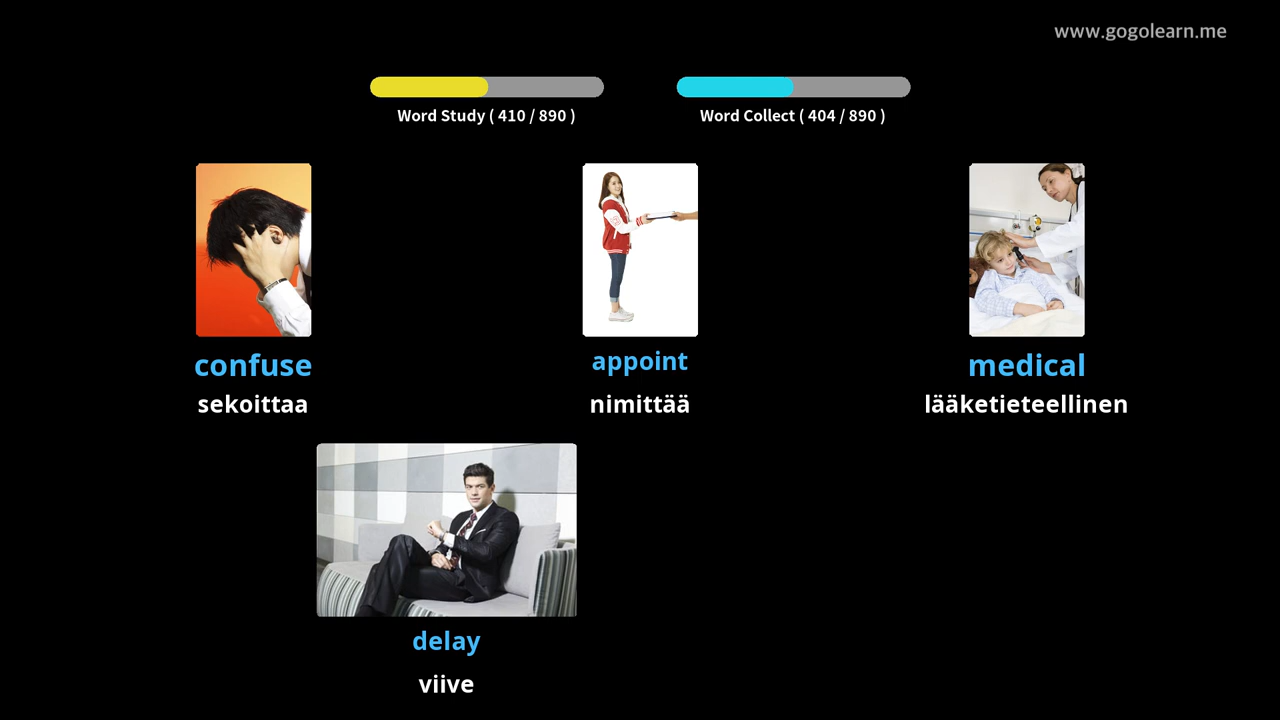 www.gogolearn.me
Word Study ( 410 / 890 )
Word Collect ( 404 / 890 )
confuse
sekoittaa
appoint
nimittää
medical
lääketieteellinen
delay
viive